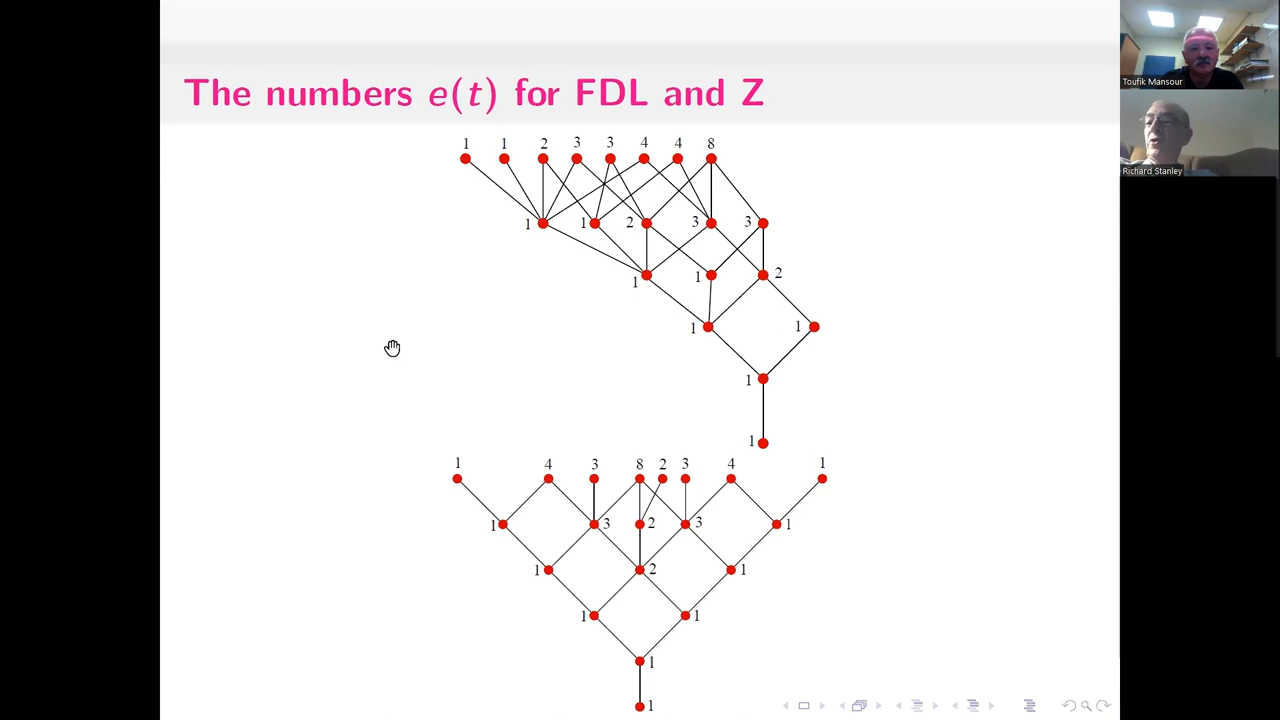 The numbers e(t) for FDL and Z
Toufik Mansour
Richard Stanley
1 1 2 3 3 4 4 8
1 1 2 3 3
1 1 2
1 1
1
1
1 4 3 8 2 3 4 1
1 3 2 3 1
1 2 1
1 1
1
1